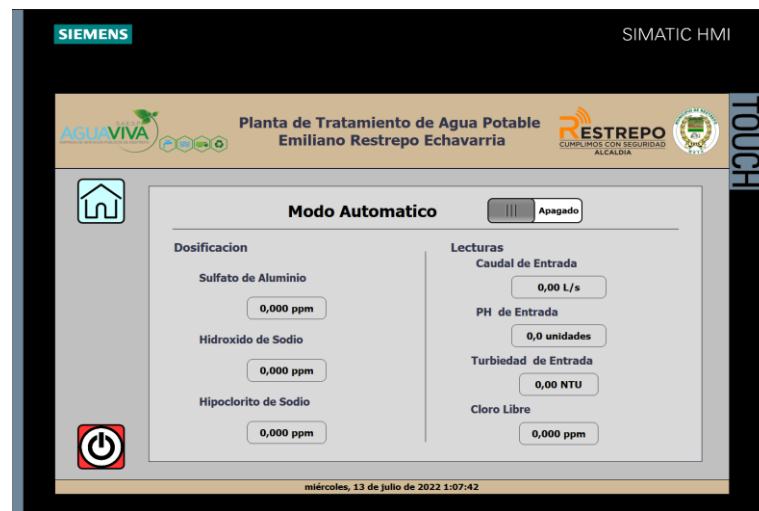 SIEMENS
SIMATIC HMI
TOUCH
AGUAVIVA
Planta de Tratamiento de Agua Potable
Emiliano Restrepo Echavarria
RESTREPO
CUMPLIMOS CON SEGURIDAD
ALCALDIA
Modo Automatico
Apagado
Dosificacion
Sulfato de Aluminio
0,000 ppm
Hidroxido de Sodio
0,000 ppm
Hipoclorito de Sodio
0,000 ppm
Lecturas
Caudal de Entrada
0,00 L/s
PH de Entrada
0,0 unidades
Turbiedad de Entrada
0,00 NTU
Cloro Libre
0,000 ppm
miércoles, 13 de julio de 2022 1:07:42